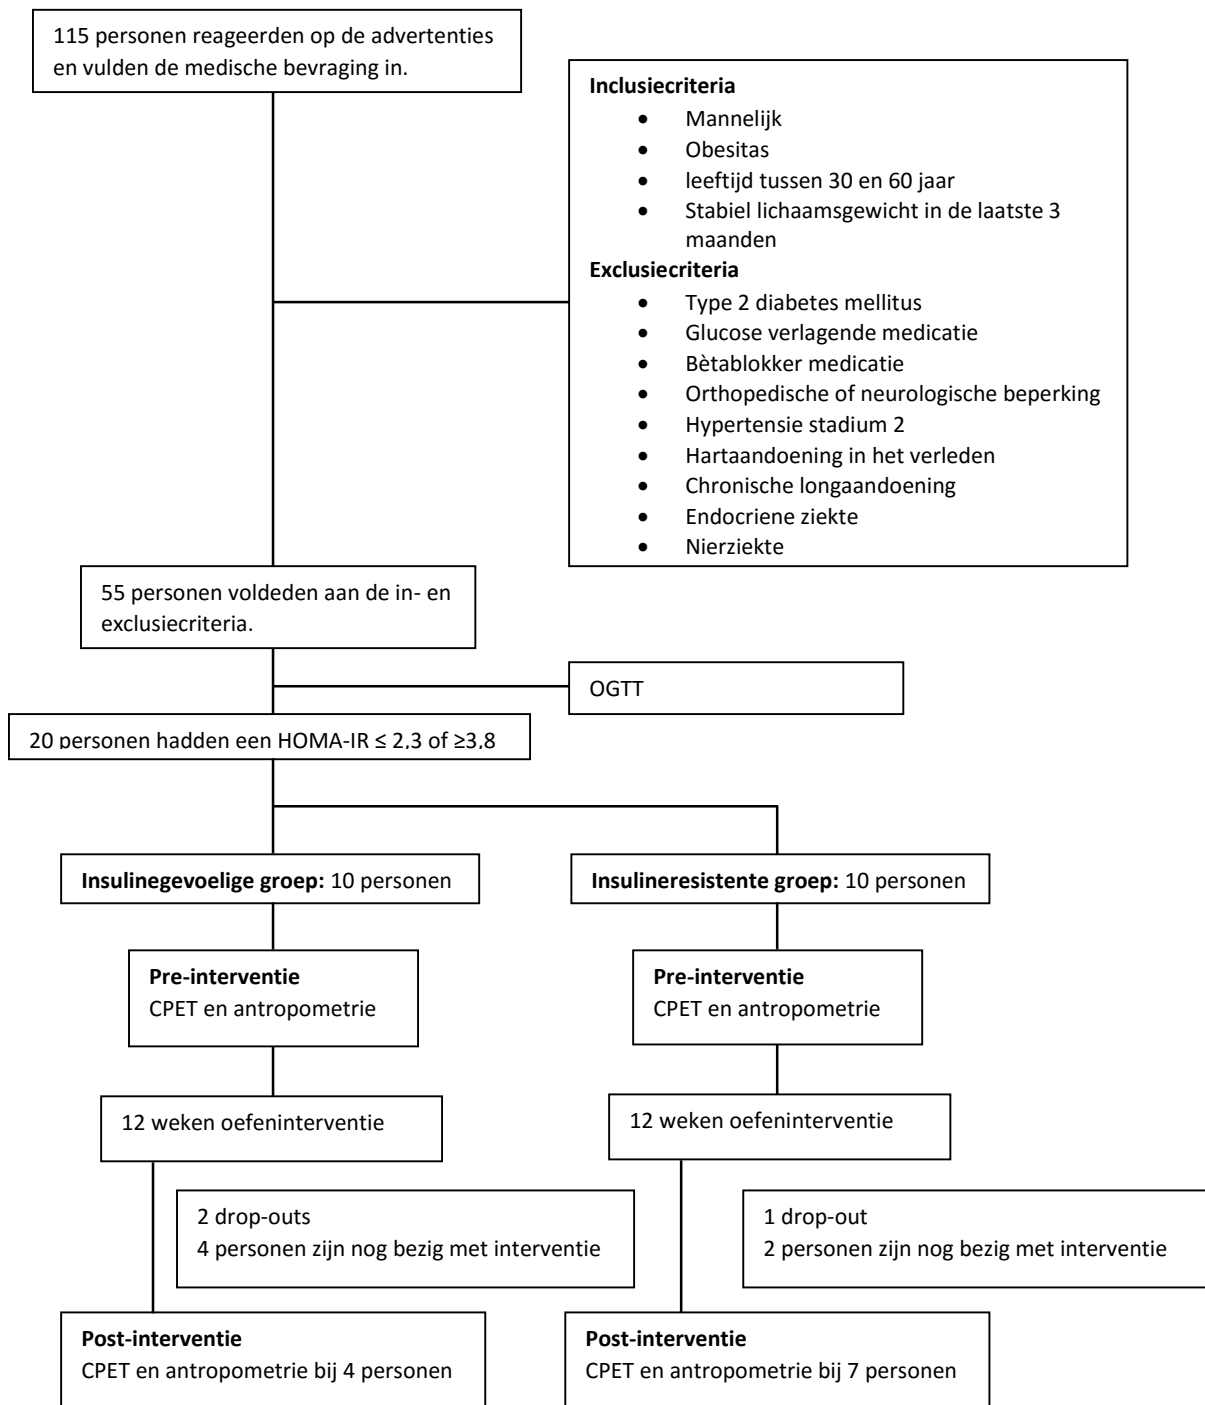 115 personen reageerden op de advertenties
en vulden de medische bevraging in.
Inclusiecriteria
• Mannelijk
• Obesitas
• leeftijd tussen 30 en 60 jaar
• Stabiel lichaamsgewicht in de laatste 3
maanden
Exclusiecriteria
• Type 2 diabetes mellitus
• Glucose verlagende medicatie
• Bètablokker medicatie
• Orthopedische of neurologische beperking
• Hypertensie stadium 2
• Hartaandoening in het verleden
• Chronische longaandoening
• Endocriene ziekte
• Nierziekte
55 personen voldeden aan de in- en
exclusiecriteria.
OGTT
20 personen hadden een HOMA-IR ≤ 2,3 of ≥3,8
Insulinegevoelige groep: 10 personen
Insulineresistente groep: 10 personen
Pre-interventie
CPET en antropometrie
Pre-interventie
CPET en antropometrie
12 weken oefeninterventie
12 weken oefeninterventie
2 drop-outs
4 personen zijn nog bezig met interventie
1 drop-out
2 personen zijn nog bezig met interventie
Post-interventie
CPET en antropometrie bij 4 personen
Post-interventie
CPET en antropometrie bij 7 personen